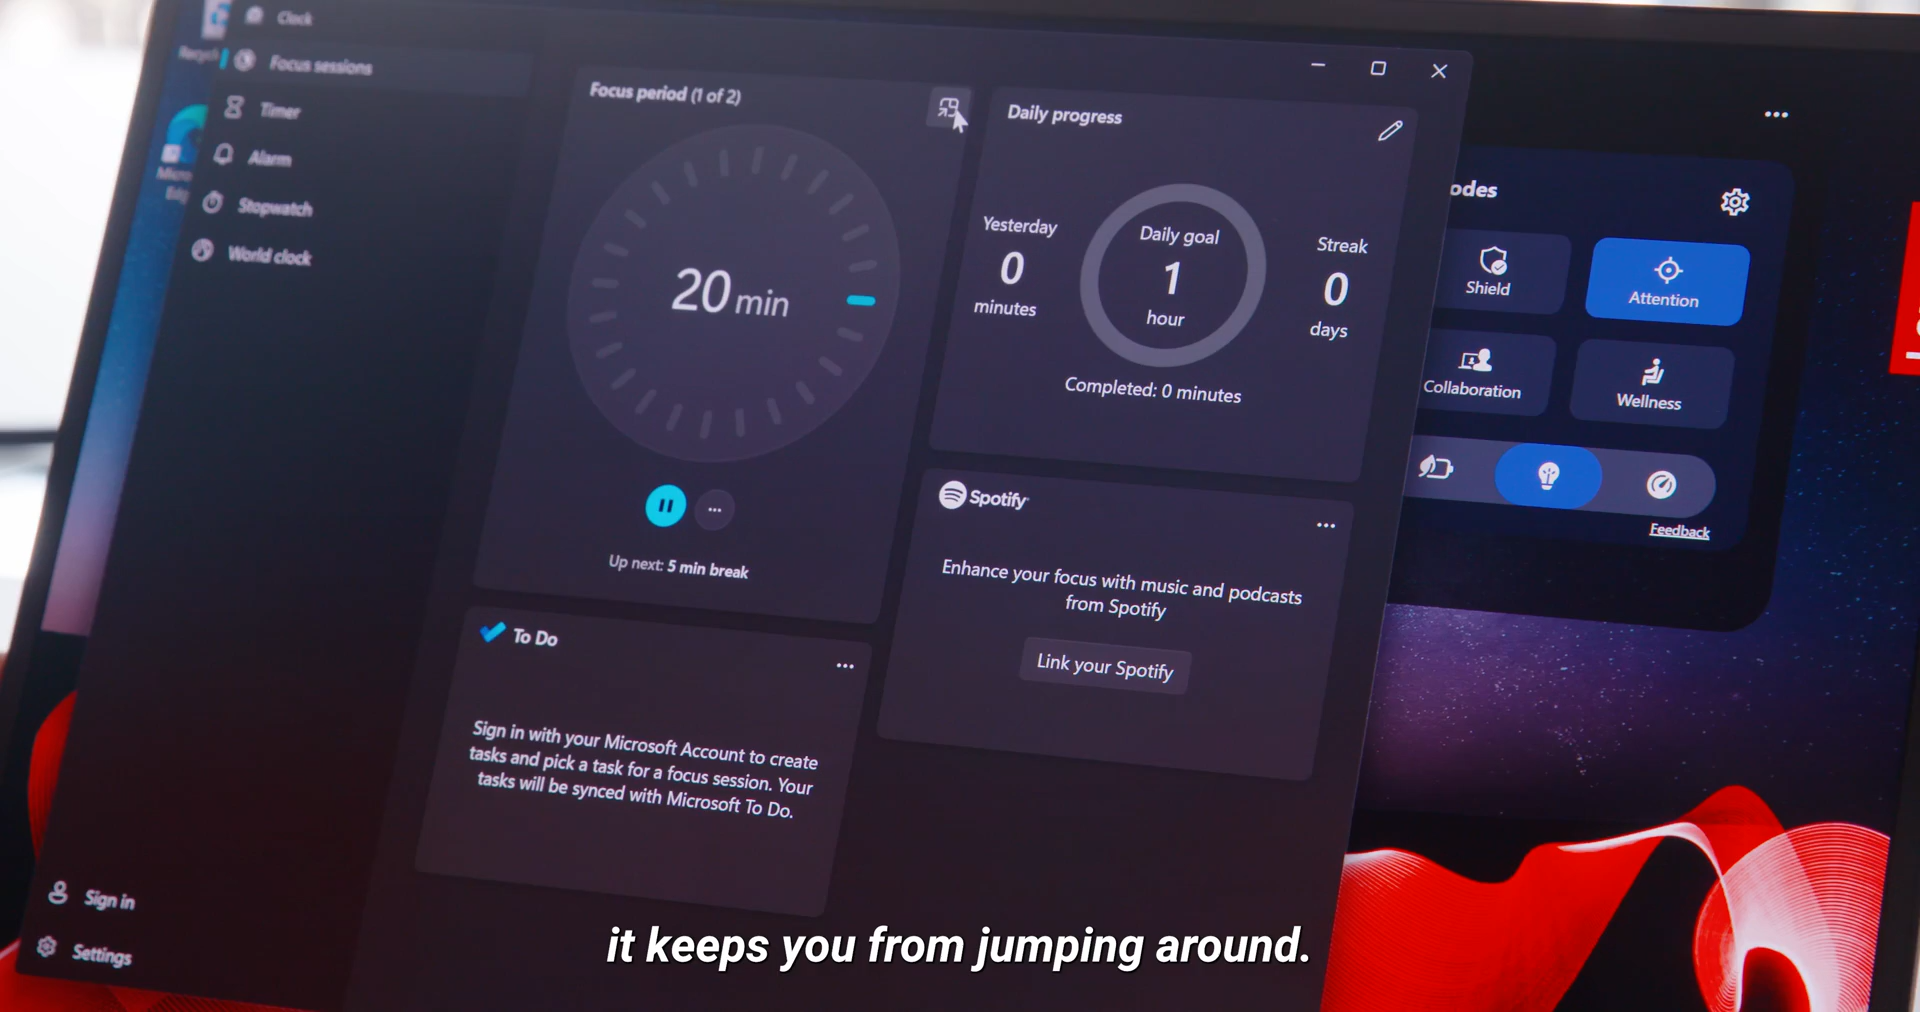 Clock
Focus sessions
Timer
Alarm
Stopwatch
World clock
Focus period (1 of 2)
20 min
Up next: 5 min break
To Do
Sign in with your Microsoft Account to create
tasks and pick a task for a focus session. Your
tasks will be synced with Microsoft To Do.
Daily progress
Yesterday
0
minutes
Daily goal
1
hour
Streak
0
days
Completed: 0 minutes
Spotify
Enhance your focus with music and podcasts
from Spotify
Link your Spotify
odes
Shield
Attention
Collaboration
Wellness
Feedback
Sign in
Settings
it keeps you from jumping around.